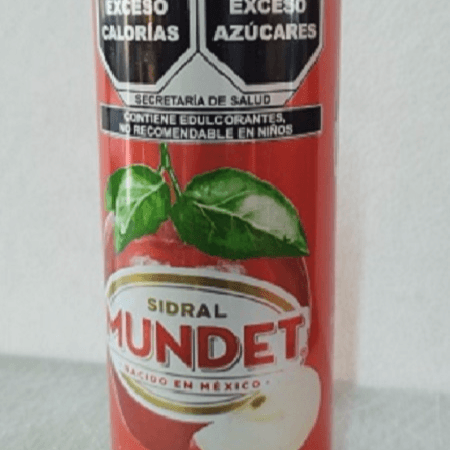 EXCESO
CALORÍAS
EXCESO
AZÚCARES
SECRETARÍA DE SALUD
CONTIENE EDULCORANTES,
NO RECOMENDABLE EN NIÑOS
SIDRAL
MUNDET
NACIDO EN MÉXICO